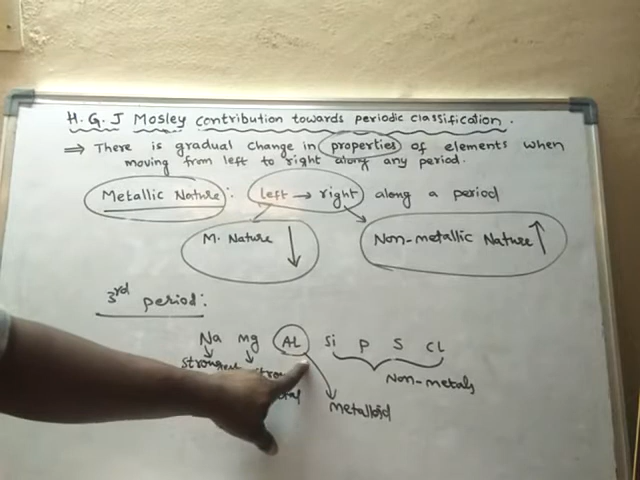 H. G. J Mosley contribution towards periodic classification.
⇒ There is gradual change in properties of elements when
moving from left to right along any period.
Metallic Nature: left → right along a period
M. Nature ↓ Non-metallic Nature ↑
3rd period:
Na Mg AL Si P S CL
Non-metals
Metalloid